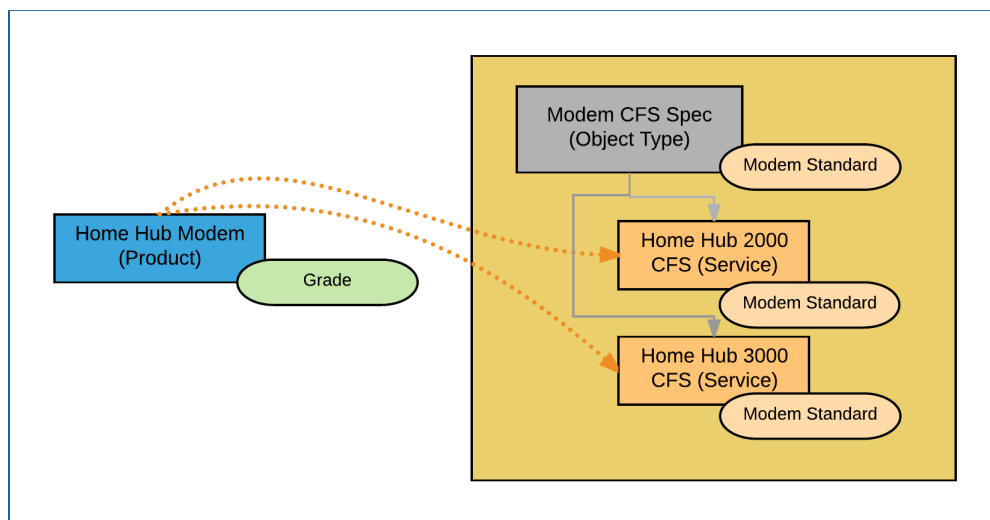 Home Hub Modem
(Product)
Grade
Modem CFS Spec
(Object Type)
Modem Standard
Home Hub 2000
CFS (Service)
Modem Standard
Home Hub 3000
CFS (Service)
Modem Standard